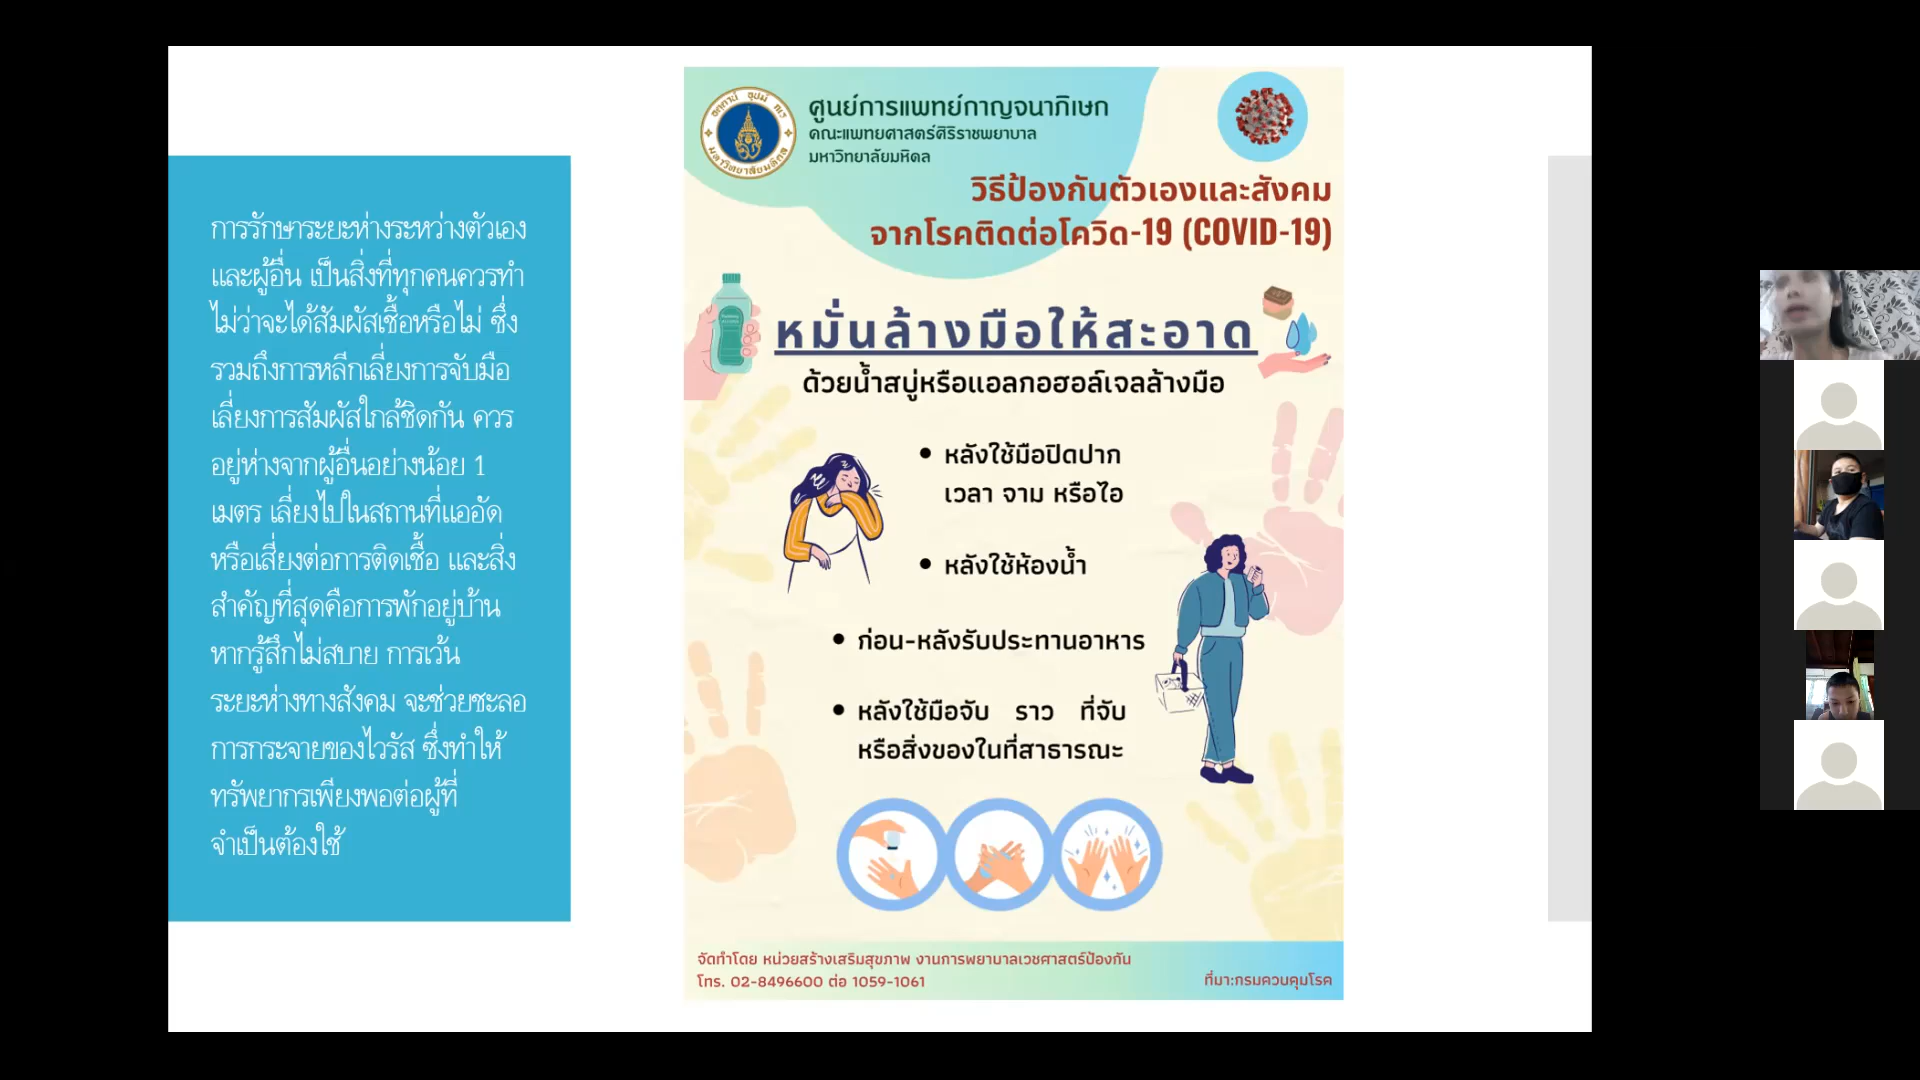 การรักษาระยะห่างระหว่างตัวเอง
และผู้อื่น เป็นสิ่งที่ทุกคนควรทำ
ไม่ว่าจะได้สัมผัสเชื้อหรือไม่ ซึ่ง
รวมถึงการหลีกเลี่ยงการจับมือ
เลี่ยงการสัมผัสใกล้ชิดกัน ควร
อยู่ห่างจากผู้อื่นอย่างน้อย 1
เมตร เลี่ยงไปในสถานที่แออัด
หรือเสี่ยงต่อการติดเชื้อ และสิ่ง
สำคัญที่สุดคือการพักอยู่บ้าน
หากรู้สึกไม่สบาย การเว้น
ระยะห่างทางสังคม จะช่วยชะลอ
การกระจายของไวรัส ซึ่งทำให้
ทรัพยากรเพียงพอต่อผู้ที่
จำเป็นต้องใช้
ศูนย์การแพทย์กาญจนาภิเษก
คณะแพทยศาสตร์ศิริราชพยาบาล
มหาวิทยาลัยมหิดล
วิธีป้องกันตัวเองและสังคม
จากโรคติดต่อโควิด-19 (COVID-19)
หมั่นล้างมือให้สะอาด
ด้วยน้ำสบู่หรือแอลกอฮอล์เจลล้างมือ
• หลังใช้มือปิดปาก
เวลา จาม หรือไอ
• หลังใช้ห้องน้ำ
• ก่อน-หลังรับประทานอาหาร
• หลังใช้มือจับ ราว ที่จับ
หรือสิ่งของในที่สาธารณะ
จัดทำโดย หน่วยสร้างเสริมสุขภาพ งานการพยาบาลเวชศาสตร์ป้องกัน
โทร. 02-8496600 ต่อ 1059-1061
ที่มา:กรมควบคุมโรค